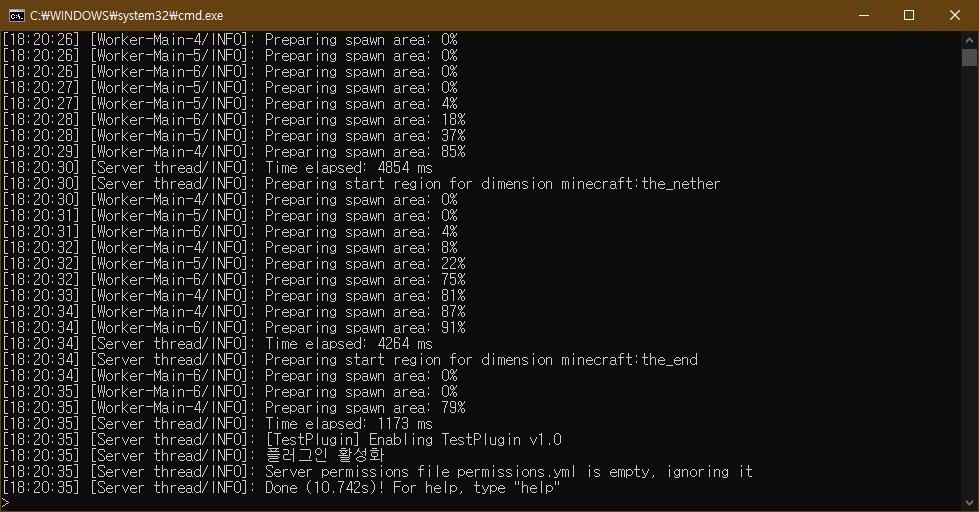 C:₩WINDOWS₩system32₩cmd.exe
[18:20:26] [Worker-Main-4/INFO]: Preparing spawn area: 0%
[18:20:26] [Worker-Main-5/INFO]: Preparing spawn area: 0%
[18:20:26] [Worker-Main-6/INFO]: Preparing spawn area: 0%
[18:20:27] [Worker-Main-5/INFO]: Preparing spawn area: 0%
[18:20:27] [Worker-Main-5/INFO]: Preparing spawn area: 4%
[18:20:28] [Worker-Main-6/INFO]: Preparing spawn area: 18%
[18:20:28] [Worker-Main-5/INFO]: Preparing spawn area: 37%
[18:20:29] [Worker-Main-4/INFO]: Preparing spawn area: 85%
[18:20:30] [Server thread/INFO]: Time elapsed: 4854 ms
[18:20:30] [Server thread/INFO]: Preparing start region for dimension minecraft:the_nether
[18:20:30] [Worker-Main-4/INFO]: Preparing spawn area: 0%
[18:20:31] [Worker-Main-5/INFO]: Preparing spawn area: 0%
[18:20:31] [Worker-Main-6/INFO]: Preparing spawn area: 4%
[18:20:32] [Worker-Main-4/INFO]: Preparing spawn area: 8%
[18:20:32] [Worker-Main-5/INFO]: Preparing spawn area: 22%
[18:20:32] [Worker-Main-6/INFO]: Preparing spawn area: 75%
[18:20:33] [Worker-Main-4/INFO]: Preparing spawn area: 81%
[18:20:34] [Worker-Main-4/INFO]: Preparing spawn area: 87%
[18:20:34] [Worker-Main-6/INFO]: Preparing spawn area: 91%
[18:20:34] [Server thread/INFO]: Time elapsed: 4264 ms
[18:20:34] [Server thread/INFO]: Preparing start region for dimension minecraft:the_end
[18:20:34] [Worker-Main-6/INFO]: Preparing spawn area: 0%
[18:20:35] [Worker-Main-6/INFO]: Preparing spawn area: 0%
[18:20:35] [Worker-Main-4/INFO]: Preparing spawn area: 79%
[18:20:35] [Server thread/INFO]: Time elapsed: 1173 ms
[18:20:35] [Server thread/INFO]: [TestPlugin] Enabling TestPlugin v1.0
[18:20:35] [Server thread/INFO]: 플러그인 활성화
[18:20:35] [Server thread/INFO]: Server permissions file permissions.yml is empty, ignoring it
[18:20:35] [Server thread/INFO]: Done (10.742s)! For help, type "help"
>